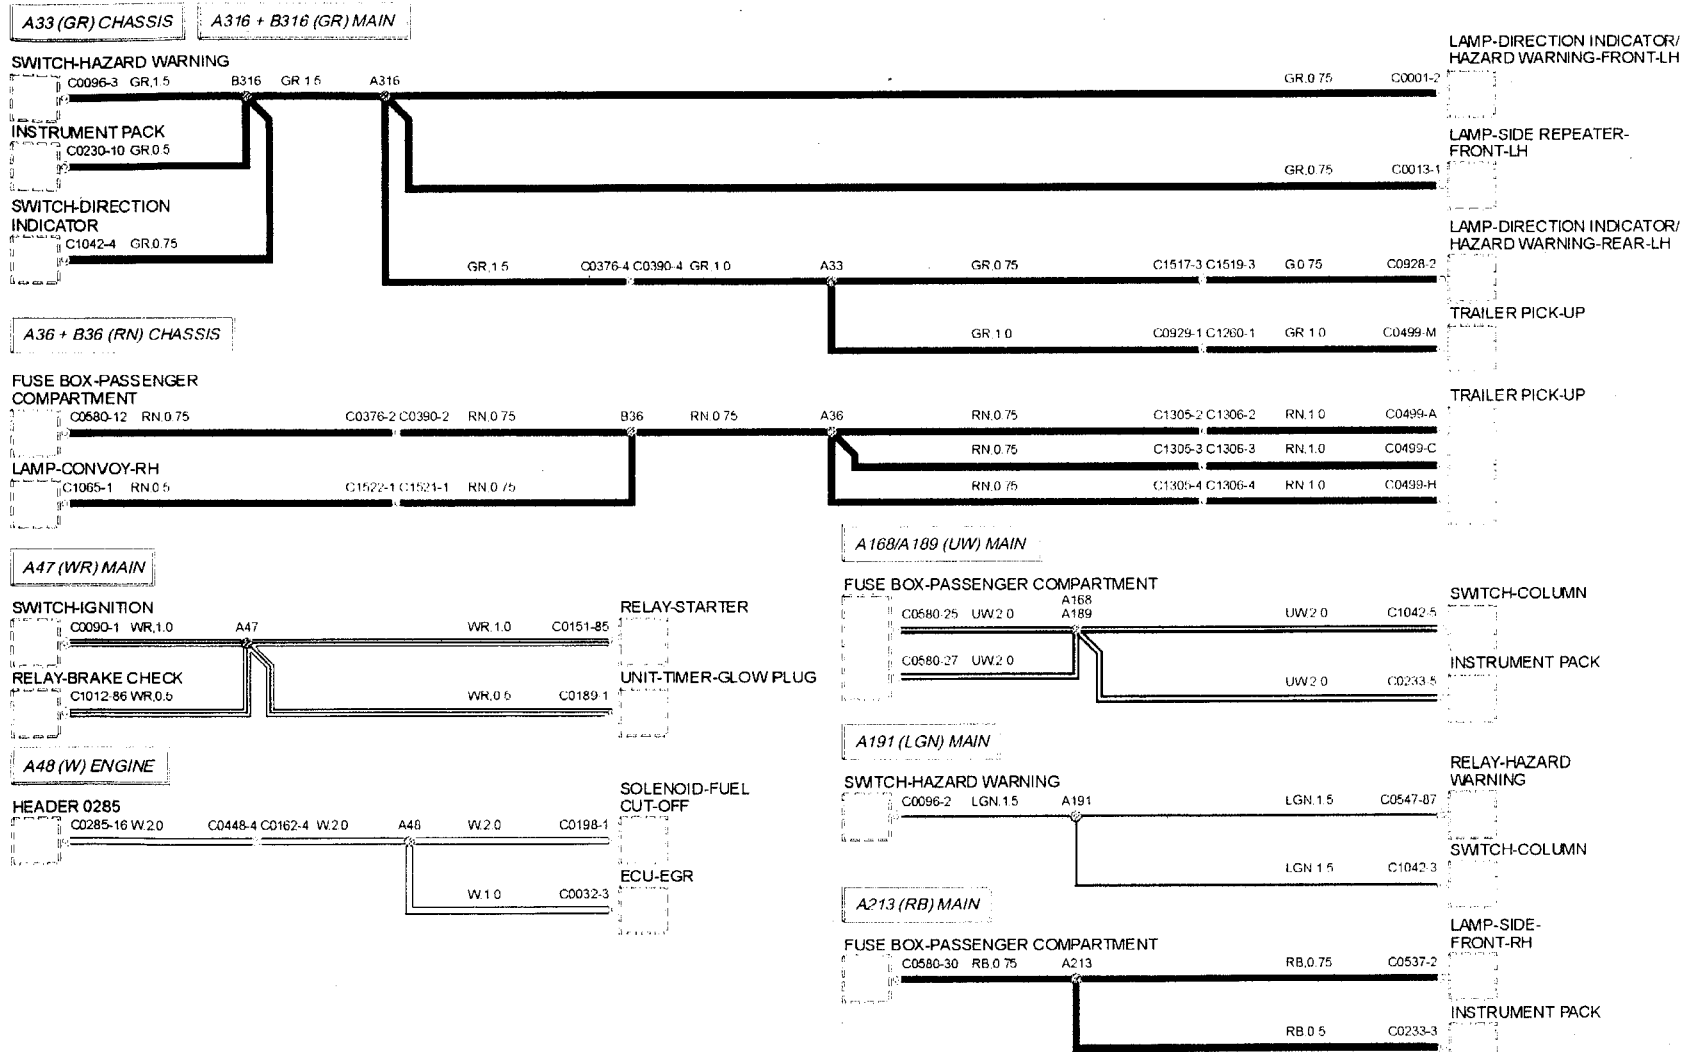 A33 (GR) CHASSIS
A316 + B316 (GR) MAIN
SWITCH-HAZARD WARNING
C0096-3 GR,1.5 B316 GR 1 5 A316 GR,0 75 C0001-2
LAMP-DIRECTION INDICATOR/
HAZARD WARNING-FRONT-LH
INSTRUMENT PACK
C0230-10 GR,0.5
LAMP-SIDE REPEATER-
FRONT-LH
GR,0.75 C0013-1
SWITCH-DIRECTION
INDICATOR
C1042-4 GR,0.75
LAMP-DIRECTION INDICATOR/
HAZARD WARNING-REAR-LH
GR,1 5 C0376-4 C0390-4 GR,1 0 A33 GR,0 75 C1517-3 C1519-3 G,0 75 C0928-2
TRAILER PICK-UP
GR,1 0 C0929-1 C1260-1 GR 1 0 C0499-M
A36 + B36 (RN) CHASSIS
FUSE BOX-PASSENGER
COMPARTMENT
C0580-12 RN.0 75 C0376-2 C0390-2 RN,0 75 B36 RN.0 75 A36 RN.0.75 C1305-2 C1306-2 RN.1 0 C0499-A
TRAILER PICK-UP
RN,0.75 C1305-3 C1306-3 RN,1.0 C0499-C
LAMP-CONVOY-RH
C1065-1 RN.0 5 C1522-1 C1521-1 RN.0 75 RN,0.75 C1305-4 C1306-4 RN 1 0 C0499-H
A47 (WR) MAIN
SWITCH-IGNITION
C0090-1 WR,1.0 A47 WR,1.0 C0151-85
RELAY-STARTER
RELAY-BRAKE CHECK
C1012-86 WR,0.5 WR,0 5 C0189-1
UNIT-TIMER-GLOW PLUG
A48 (W) ENGINE
HEADER 0285
C0285-16 W.2.0 C0448-4 C0162-4 W.2 0 A48 W.2.0 C0198-1
SOLENOID-FUEL
CUT-OFF
ECU-EGR
W.1 0 C0032-3
A168/A189 (UW) MAIN
FUSE BOX-PASSENGER COMPARTMENT
C0580-25 UW.2 0 A168
A189 UW.2 0 C1042-5
SWITCH-COLUMN
C0580-27 UW.2 0
INSTRUMENT PACK
UW.2 0 C0233-5
A191 (LGN) MAIN
SWITCH-HAZARD WARNING
C0096-2 LGN.1 5 A191 LGN,1.5 C0547-87
RELAY-HAZARD
WARNING
SWITCH-COLUMN
LGN 1 5 C1042-3
A213 (RB) MAIN
FUSE BOX-PASSENGER COMPARTMENT
C0580-30 RB,0 75 A213 RB,0.75 C0537-2
LAMP-SIDE-
FRONT-RH
INSTRUMENT PACK
RB.0 5 C0233-3